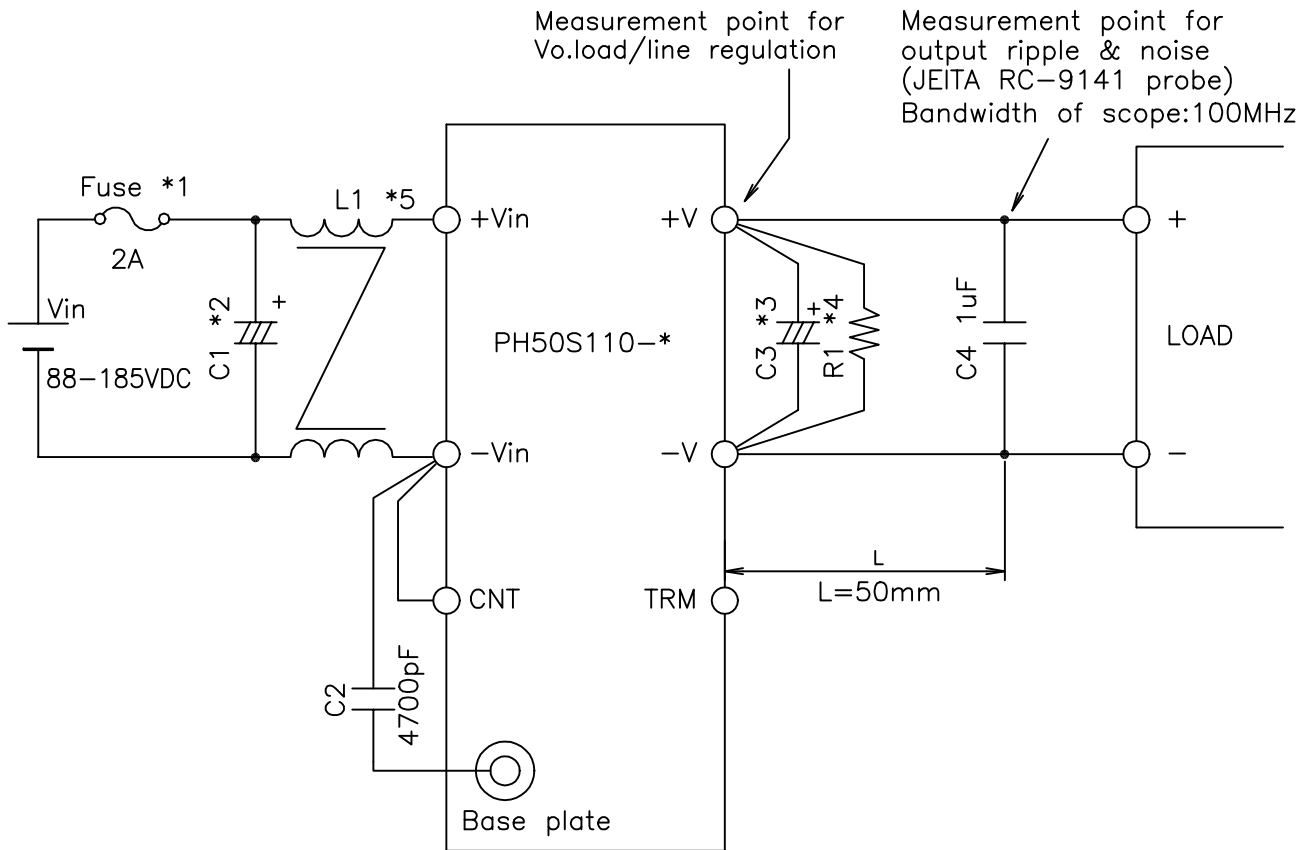 Measurement point for
Vo.load/line regulation
Measurement point for
output ripple & noise
(JEITA RC-9141 probe)
Bandwidth of scope:100MHz
Fuse *1
2A
L1 *5
+Vin
+V
+
Vin
88-185VDC
C1 *2
+
PH50S110-*
C3 *3
+
R1 *4
C4 1uF
LOAD
-Vin
-V
-
CNT
TRM
L
L=50mm
C2
4700pF
Base plate